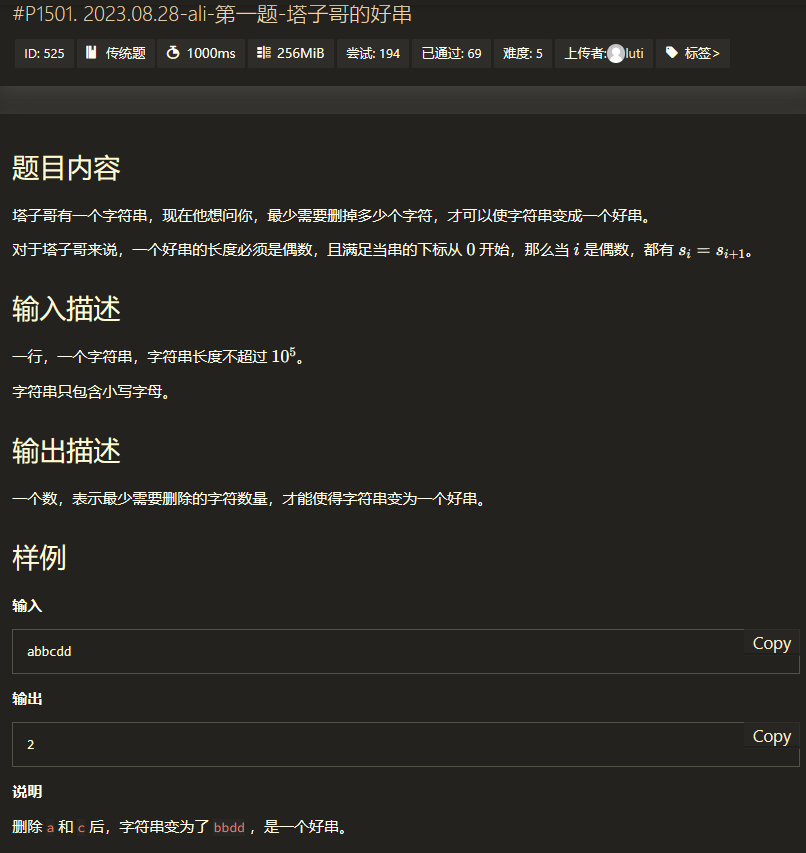 #P1501. 2023.08.28-ali-第一题-塔子哥的好串
ID: 525 传统题 1000ms 256MiB 尝试: 194 已通过: 69 难度: 5 上传者: luti 标签>
题目内容
塔子哥有一个字符串，现在他想问你，最少需要删掉多少个字符，才可以使字符串变成一个好串。
对于塔子哥来说，一个好串的长度必须是偶数，且满足当串的下标从 0 开始，那么当 i 是偶数，都有 s_i = s_{i+1}。
输入描述
一行，一个字符串，字符串长度不超过 10^5。
字符串只包含小写字母。
输出描述
一个数，表示最少需要删除的字符数量，才能使得字符串变为一个好串。
样例
输入
Copy
abbcdd
输出
Copy
2
说明
删除 a 和 c 后，字符串变为了 bbdd ，是一个好串。